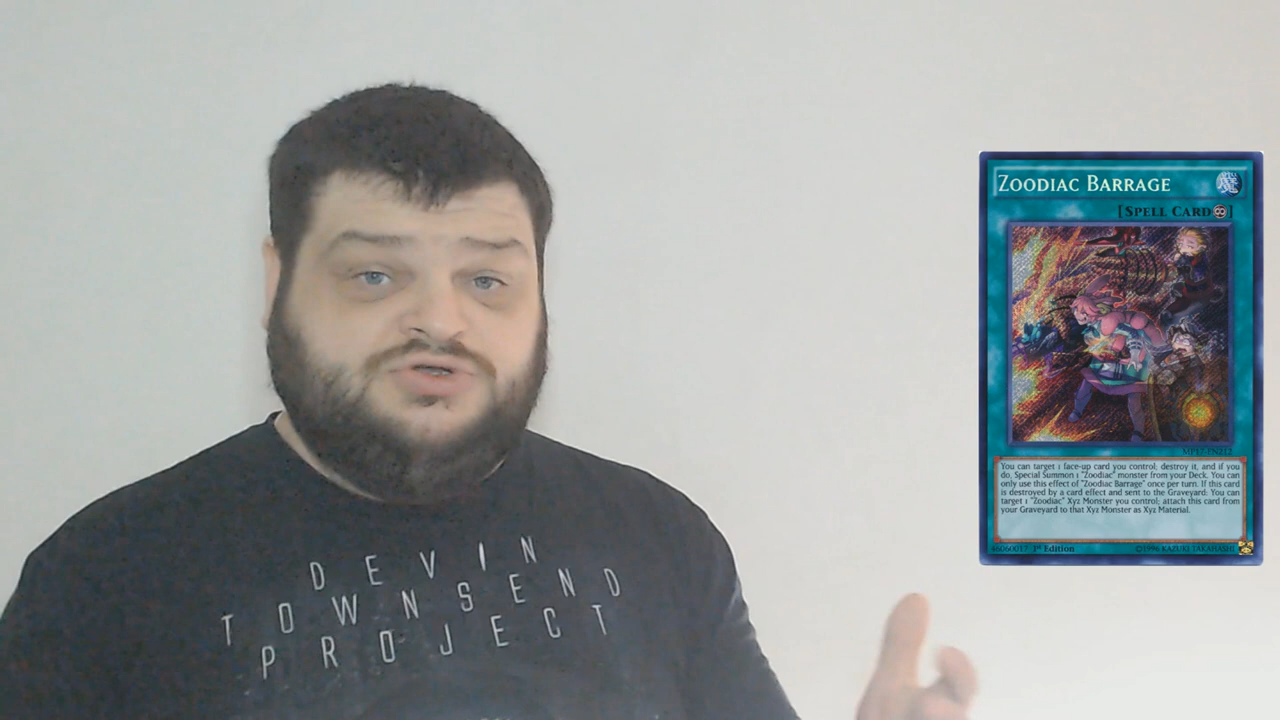 DEVIN
TOWNSEND
PROJECT
ZOODIAC BARRAGE
[SPELL CARD]
MP17-EN212
You can target 1 face-up card you control; destroy it, and if you
do, Special Summon 1 "Zoodiac" monster from your Deck. You can
only use this effect of "Zoodiac Barrage" once per turn. If this card
is destroyed by a card effect and sent to the Graveyard: You can
target 1 "Zoodiac" Xyz Monster you control; attach this card from
your Graveyard to that Xyz Monster as Xyz Material.
46060017 1st Edition ©1996 KAZUKI TAKAHASHI